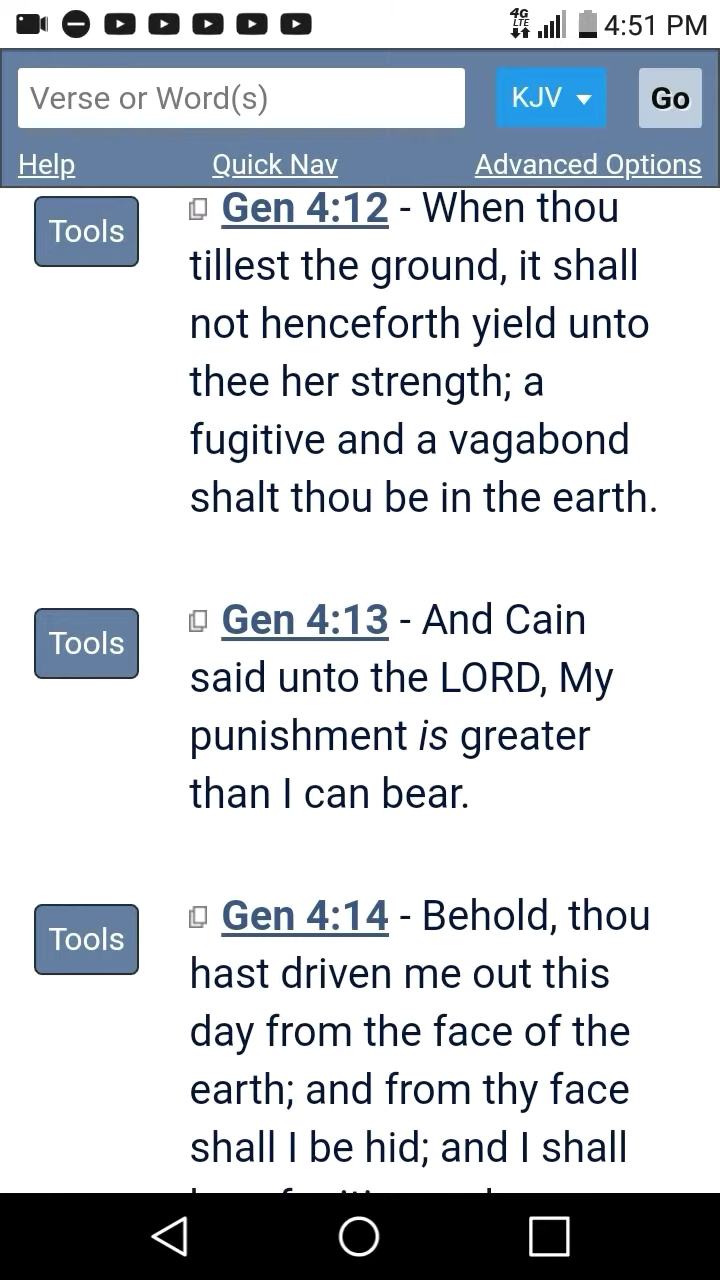 4G
LTE
4:51 PM
Verse or Word(s)
KJV
Go
Help Quick Nav Advanced Options
Tools
Gen 4:12 - When thou
tillest the ground, it shall
not henceforth yield unto
thee her strength; a
fugitive and a vagabond
shalt thou be in the earth.
Tools
Gen 4:13 - And Cain
said unto the LORD, My
punishment is greater
than I can bear.
Tools
Gen 4:14 - Behold, thou
hast driven me out this
day from the face of the
earth; and from thy face
shall I be hid; and I shall